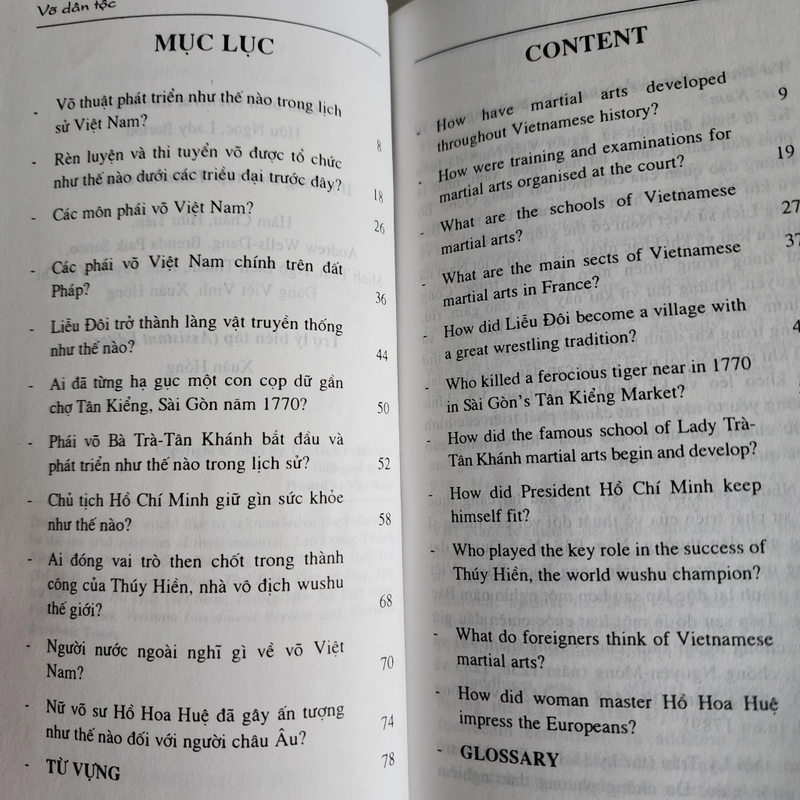 Võ dân tộc
MỤC LỤC
- Võ thuật phát triển như thế nào trong lịch
sử Việt Nam? 8
- Rèn luyện và thi tuyển võ được tổ chức
như thế nào dưới các triều đại trước đây? 18
- Các môn phái võ Việt Nam? 26
- Các phái võ Việt Nam chính trên đất
Pháp? 36
- Liễu Đôi trở thành làng vật truyền thống
như thế nào? 44
- Ai đã từng hạ gục một con cọp dữ gần
chợ Tân Kiểng, Sài Gòn năm 1770? 50
- Phái võ Bà Trà-Tân Khánh bắt đầu và
phát triển như thế nào trong lịch sử? 52
- Chủ tịch Hồ Chí Minh giữ gìn sức khỏe
như thế nào? 58
- Ai đóng vai trò then chốt trong thành
công của Thúy Hiền, nhà vô địch wushu
thế giới? 68
- Người nước ngoài nghĩ gì về võ Việt
Nam? 70
- Nữ võ sư Hồ Hoa Huệ đã gây ấn tượng
như thế nào đối với người châu Âu? 74
- TỪ VỰNG 78
CONTENT
- How have martial arts developed
throughout Vietnamese history? 9
- How were training and examinations for
martial arts organised at the court? 19
- What are the schools of Vietnamese
martial arts? 27
- What are the main sects of Vietnamese
martial arts in France? 37
- How did Liễu Đôi become a village with
a great wrestling tradition?
- Who killed a ferocious tiger near in 1770
in Sài Gòn's Tân Kiểng Market?
- How did the famous school of Lady Trà-
Tân Khánh martial arts begin and develop?
- How did President Hồ Chí Minh keep
himself fit?
- Who played the key role in the success of
Thúy Hiền, the world wushu champion?
- What do foreigners think of Vietnamese
martial arts?
- How did woman master Hồ Hoa Huệ
impress the Europeans?
- GLOSSARY